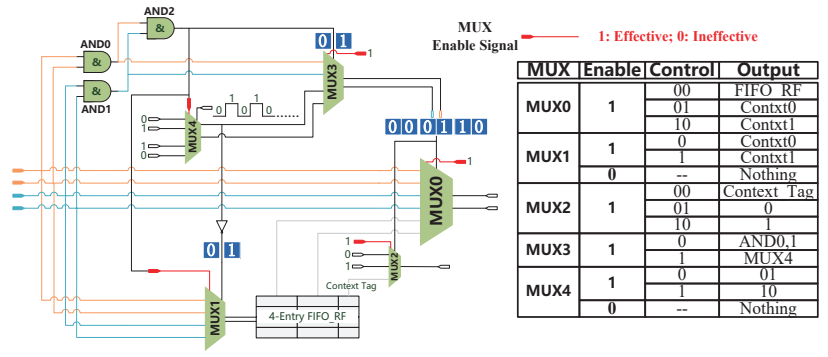 AND2
&
AND0
&
&
AND1
0 1
1
MUX3
MUX
Enable Signal
1: Effective; 0: Ineffective
0
1
1
0
MUX4
1 1
0 0 0 ......
00 01 10
1
MUX0
0 1
1
0
1
MUX2
Context Tag
MUX1
4-Entry FIFO_RF
MUX Enable Control Output
MUX0 1 00 FIFO_RF
01 Contxt0
10 Contxt1
MUX1 1 0 Contxt0
1 Contxt1
0 -- Nothing
MUX2 1 00 Context_Tag
01 0
10 1
MUX3 1 0 AND0,1
1 MUX4
MUX4 1 0 01
1 10
0 -- Nothing